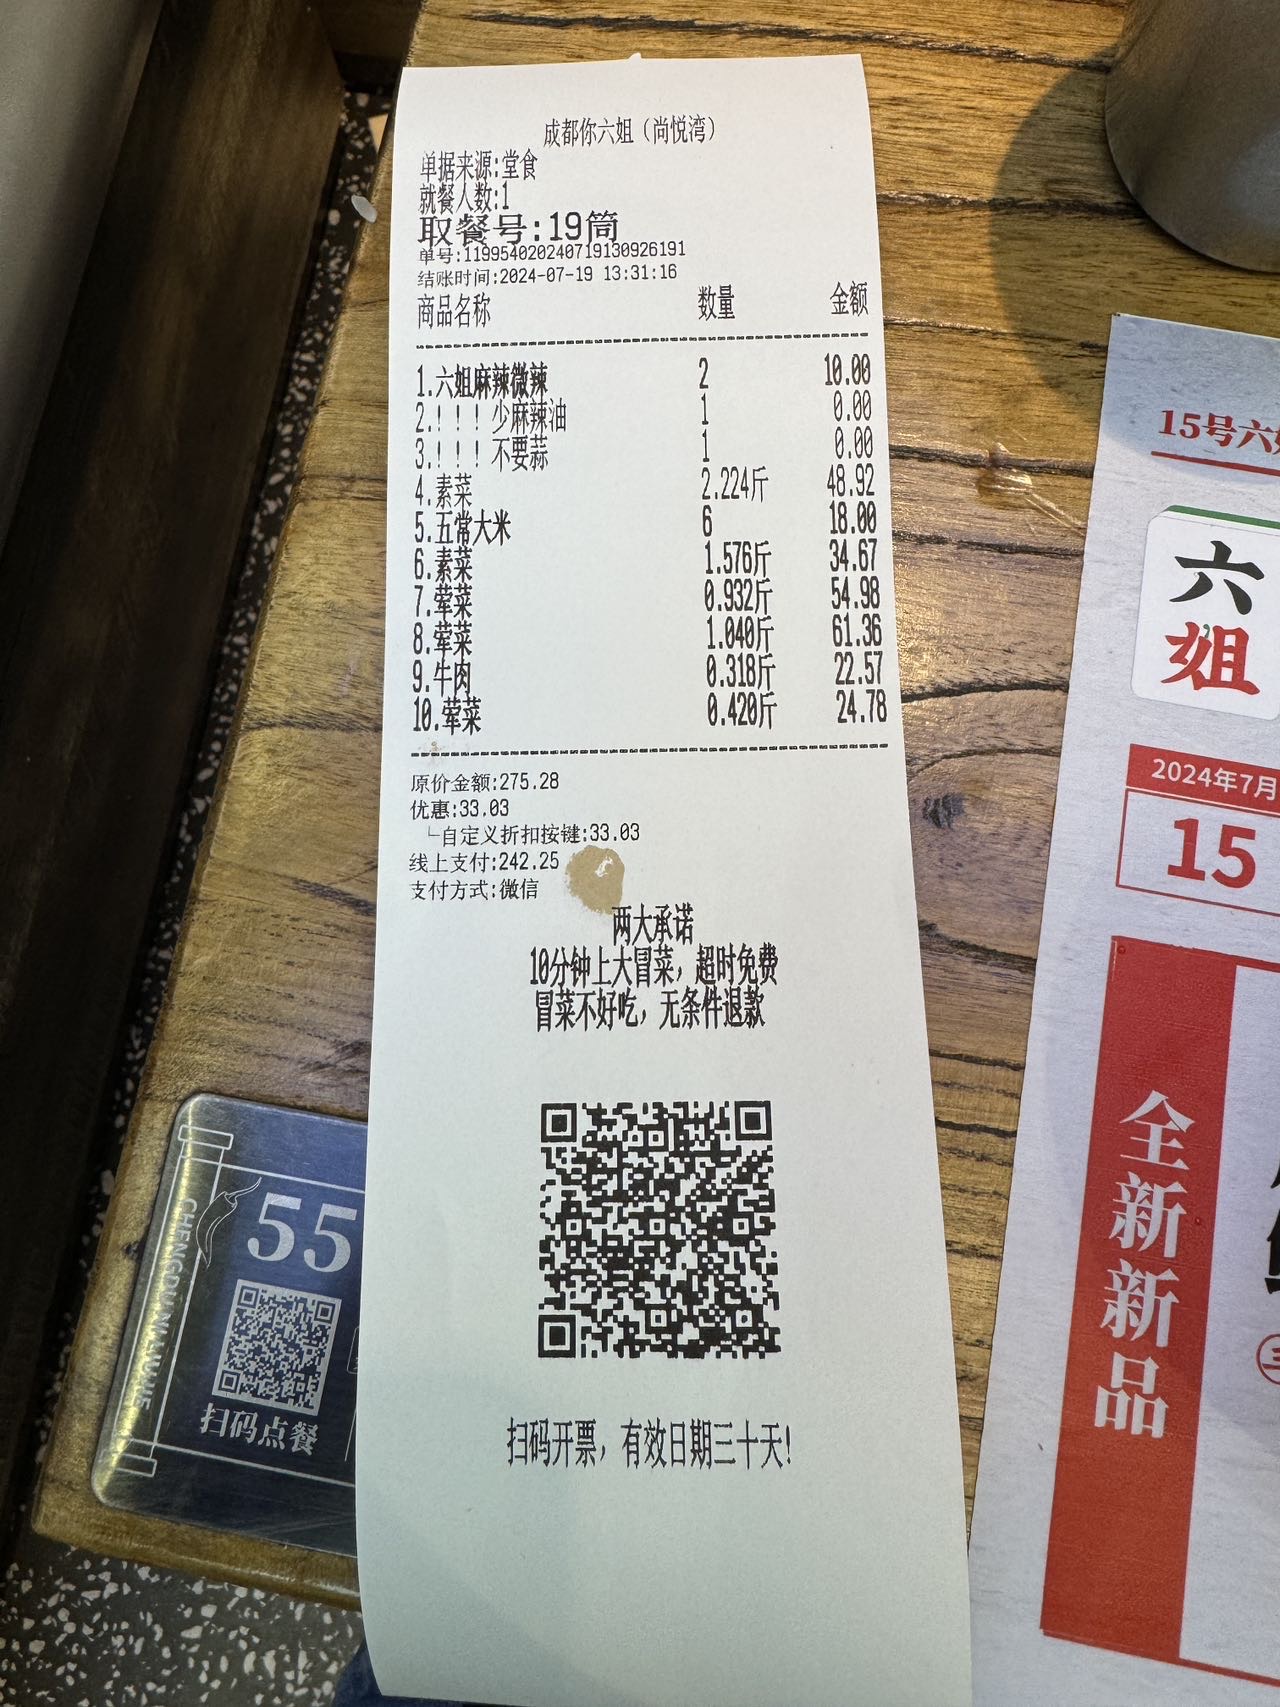 成都你六姐（尚悦湾）
单据来源:堂食
就餐人数:1
取餐号:19筒
单号:119954020240719130926191
结账时间:2024-07-19 13:31:16
商品名称 数量 金额
1.六姐麻辣微辣 2 10.00
2.！！！少麻辣油 1 0.00
3.！！！不要蒜 1 0.00
4.素菜 2.224斤 48.92
5.五常大米 6 18.00
6.素菜 1.576斤 34.67
7.荤菜 0.932斤 54.98
8.荤菜 1.040斤 61.36
9.牛肉 0.318斤 22.57
10.荤菜 0.420斤 24.78
原价金额:275.28
优惠:33.03
└自定义折扣按键:33.03
线上支付:242.25
支付方式:微信
两大承诺
10分钟上大冒菜，超时免费
冒菜不好吃，无条件退款
扫码开票，有效日期三十天!
CHENGDU NI LIU JIE
55
扫码点餐
15号六
六姐
2024年7月
15
全新新品